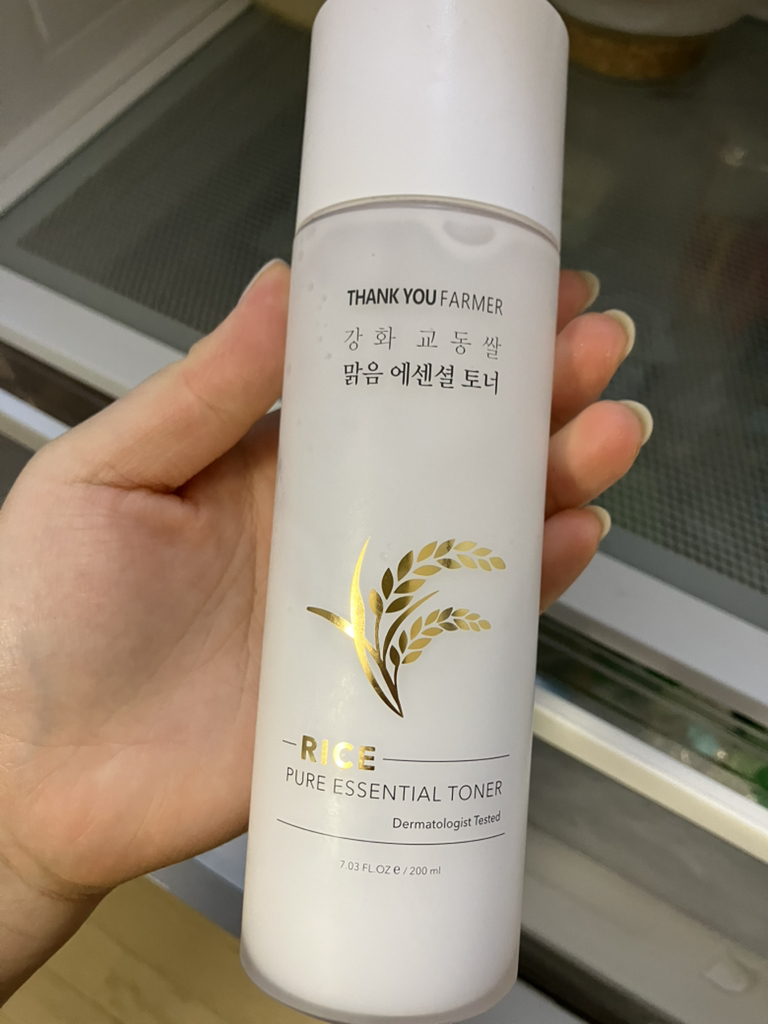 THANK YOU FARMER
강화 교동쌀
맑음 에센셜 토너
RICE
PURE ESSENTIAL TONER
Dermatologist Tested
7.03 FL.OZ ℮ / 200 ml